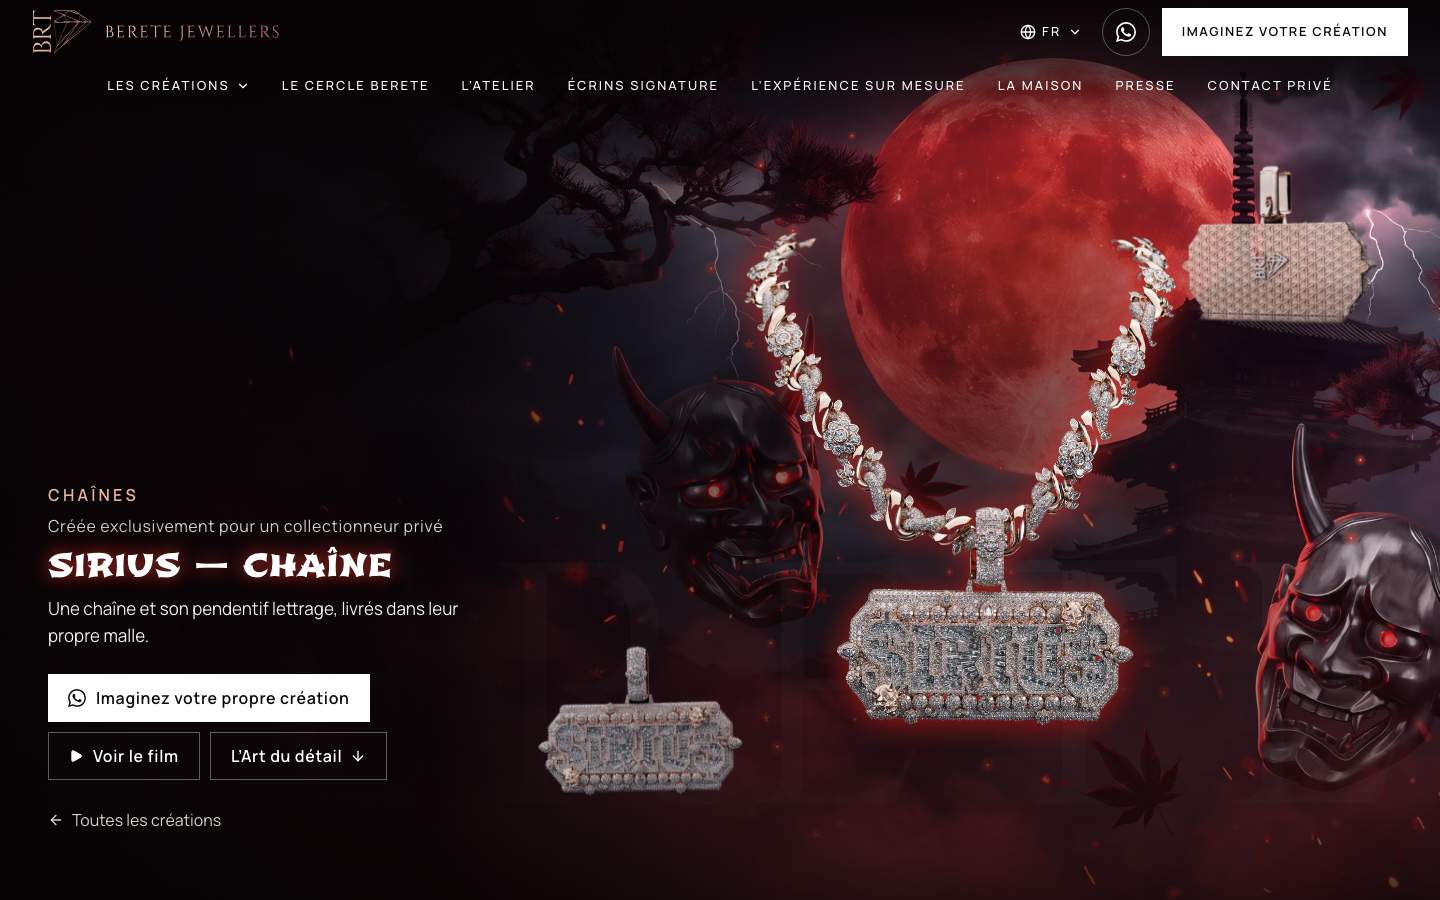 BRT BERETE JEWELLERS
FR
IMAGINEZ VOTRE CRÉATION
LES CRÉATIONS LE CERCLE BERETE L'ATELIER ÉCRINS SIGNATURE L'EXPÉRIENCE SUR MESURE LA MAISON PRESSE CONTACT PRIVÉ
BRT
CHAÎNES
Créée exclusivement pour un collectionneur privé
SIRIUS — CHAÎNE
Une chaîne et son pendentif lettrage, livrés dans leur
propre malle.
SIRIUS
Imaginez votre propre création
SIRIUS
Voir le film
L'Art du détail ↓
← Toutes les créations